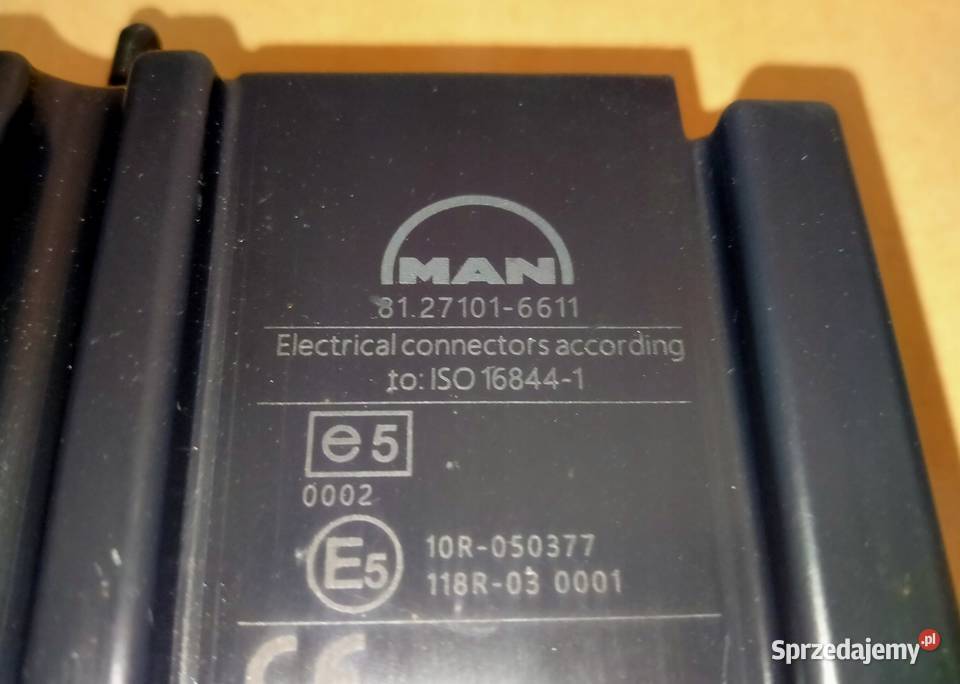 MAN
81.27101-6611
Electrical connectors according
to: ISO 16844-1
e5
0002
E5
10R-050377
118R-03 0001
CE
Sprzedajemy.pl